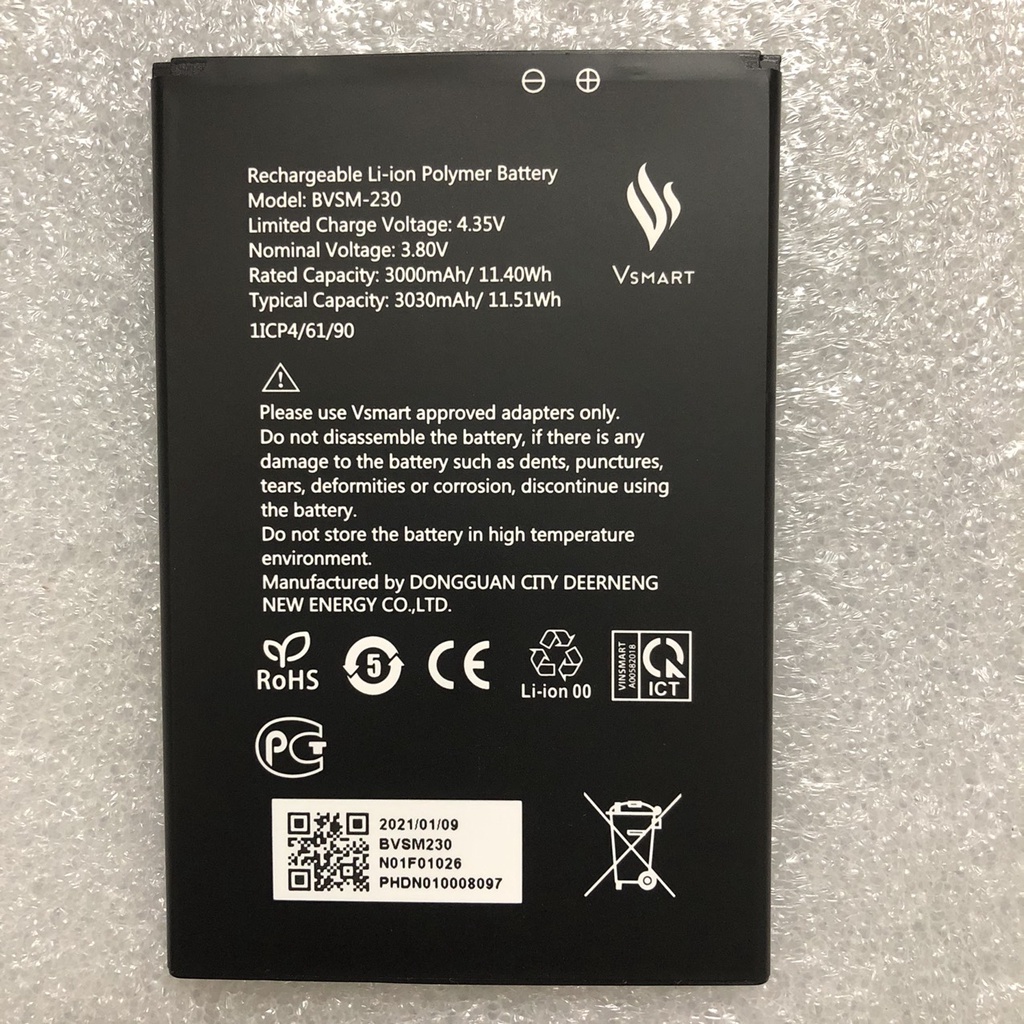 Rechargeable Li-ion Polymer Battery
Model: BVSM-230
Limited Charge Voltage: 4.35V
Nominal Voltage: 3.80V
Rated Capacity: 3000mAh/ 11.40Wh
Typical Capacity: 3030mAh/ 11.51Wh
1ICP4/61/90
VSMART
Please use Vsmart approved adapters only.
Do not disassemble the battery, if there is any
damage to the battery such as dents, punctures,
tears, deformities or corrosion, discontinue using
the battery.
Do not store the battery in high temperature
environment.
Manufactured by DONGGUAN CITY DEERNENG
NEW ENERGY CO.,LTD.
RoHS
5
CE
Li-ion 00
VINSMART
A00582018
ICT
2021/01/09
BVSM230
N01F01026
PHDN010008097